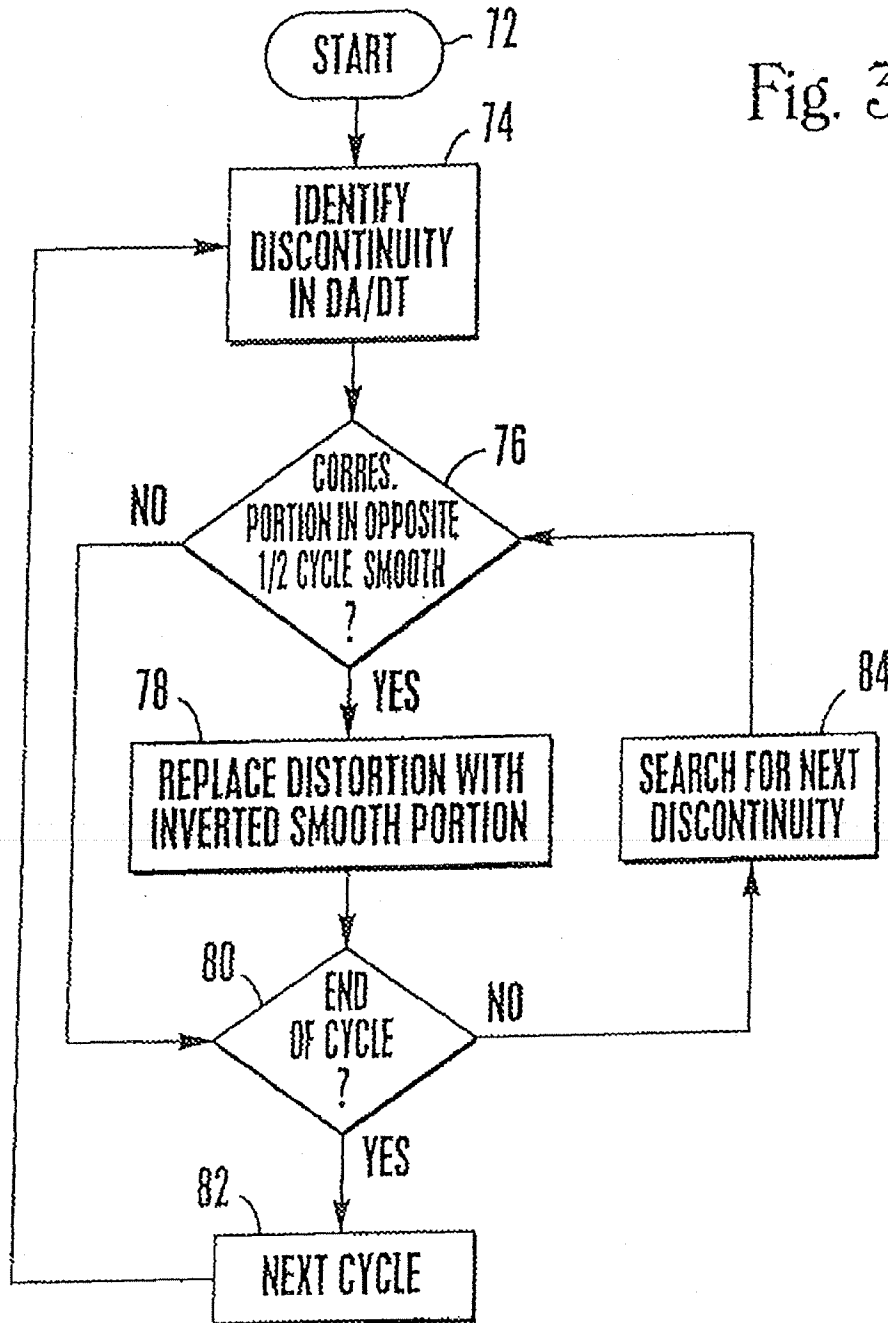 72
START
Fig. 3
74
IDENTIFY
DISCONTINUITY
IN DA/DT
76
CORRES.
PORTION IN OPPOSITE
1/2 CYCLE SMOOTH
?
NO
YES
78
REPLACE DISTORTION WITH
INVERTED SMOOTH PORTION
84
SEARCH FOR NEXT
DISCONTINUITY
80
END
OF CYCLE
?
NO
YES
82
NEXT CYCLE